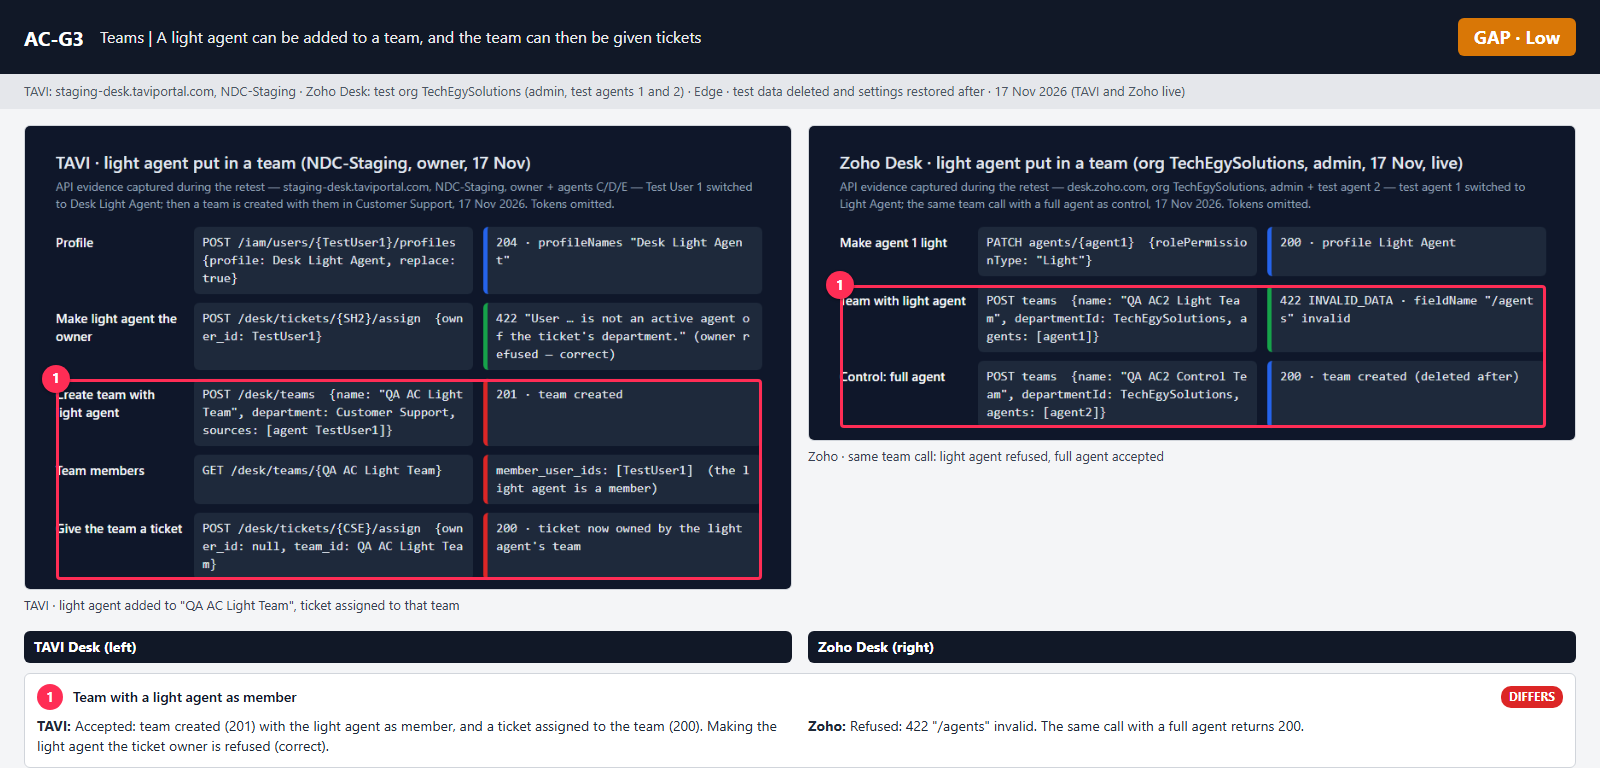 AC-G3 Teams | A light agent can be added to a team, and the team can then be given tickets
GAP · Low
TAVI: staging-desk.taviportal.com, NDC-Staging · Zoho Desk: test org TechEgySolutions (admin, test agents 1 and 2) · Edge · test data deleted and settings restored after · 17 Nov 2026 (TAVI and Zoho live)
TAVI · light agent put in a team (NDC-Staging, owner, 17 Nov)
API evidence captured during the retest — staging-desk.taviportal.com, NDC-Staging, owner + agents C/D/E — Test User 1 switched
to Desk Light Agent; then a team is created with them in Customer Support, 17 Nov 2026. Tokens omitted.
Profile
POST /iam/users/{TestUser1}/profiles
{profile: Desk Light Agent, replace:
true}
204 · profileNames "Desk Light Agen
t"
Make light agent the
owner
POST /desk/tickets/{SH2}/assign {own
er_id: TestUser1}
422 "User … is not an active agent o
f the ticket's department." (owner r
efused — correct)
1
Create team with
light agent
POST /desk/teams {name: "QA AC Light
Team", department: Customer Support,
sources: [agent TestUser1]}
201 · team created
Team members
GET /desk/teams/{QA AC Light Team}
member_user_ids: [TestUser1] (the l
ight agent is a member)
Give the team a ticket
POST /desk/tickets/{CSE}/assign {own
er_id: null, team_id: QA AC Light Tea
m}
200 · ticket now owned by the light
agent's team
TAVI · light agent added to "QA AC Light Team", ticket assigned to that team
Zoho Desk · light agent put in a team (org TechEgySolutions, admin, 17 Nov, live)
API evidence captured during the retest — desk.zoho.com, org TechEgySolutions, admin + test agent 2 — test agent 1 switched to
Light Agent; the same team call with a full agent as control, 17 Nov 2026. Tokens omitted.
Make agent 1 light
PATCH agents/{agent1} {rolePermissio
nType: "Light"}
200 · profile Light Agent
1
Team with light agent
POST teams {name: "QA AC2 Light Tea
m", departmentId: TechEgySolutions, a
gents: [agent1]}
422 INVALID_DATA · fieldName "/agent
s" invalid
Control: full agent
POST teams {name: "QA AC2 Control Te
am", departmentId: TechEgySolutions,
agents: [agent2]}
200 · team created (deleted after)
Zoho · same team call: light agent refused, full agent accepted
TAVI Desk (left)
Zoho Desk (right)
1 Team with a light agent as member
DIFFERS
TAVI: Accepted: team created (201) with the light agent as member, and a ticket assigned to the team (200). Making the
light agent the ticket owner is refused (correct).
Zoho: Refused: 422 "/agents" invalid. The same call with a full agent returns 200.